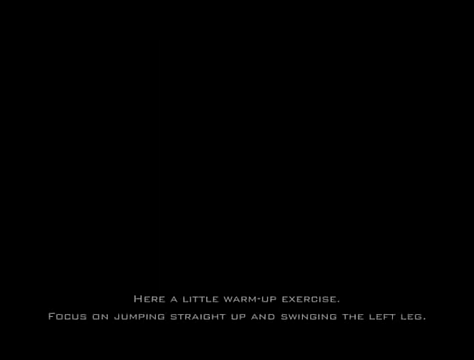 Here a little warm-up exercise.
Focus on jumping straight up and swinging the left leg.